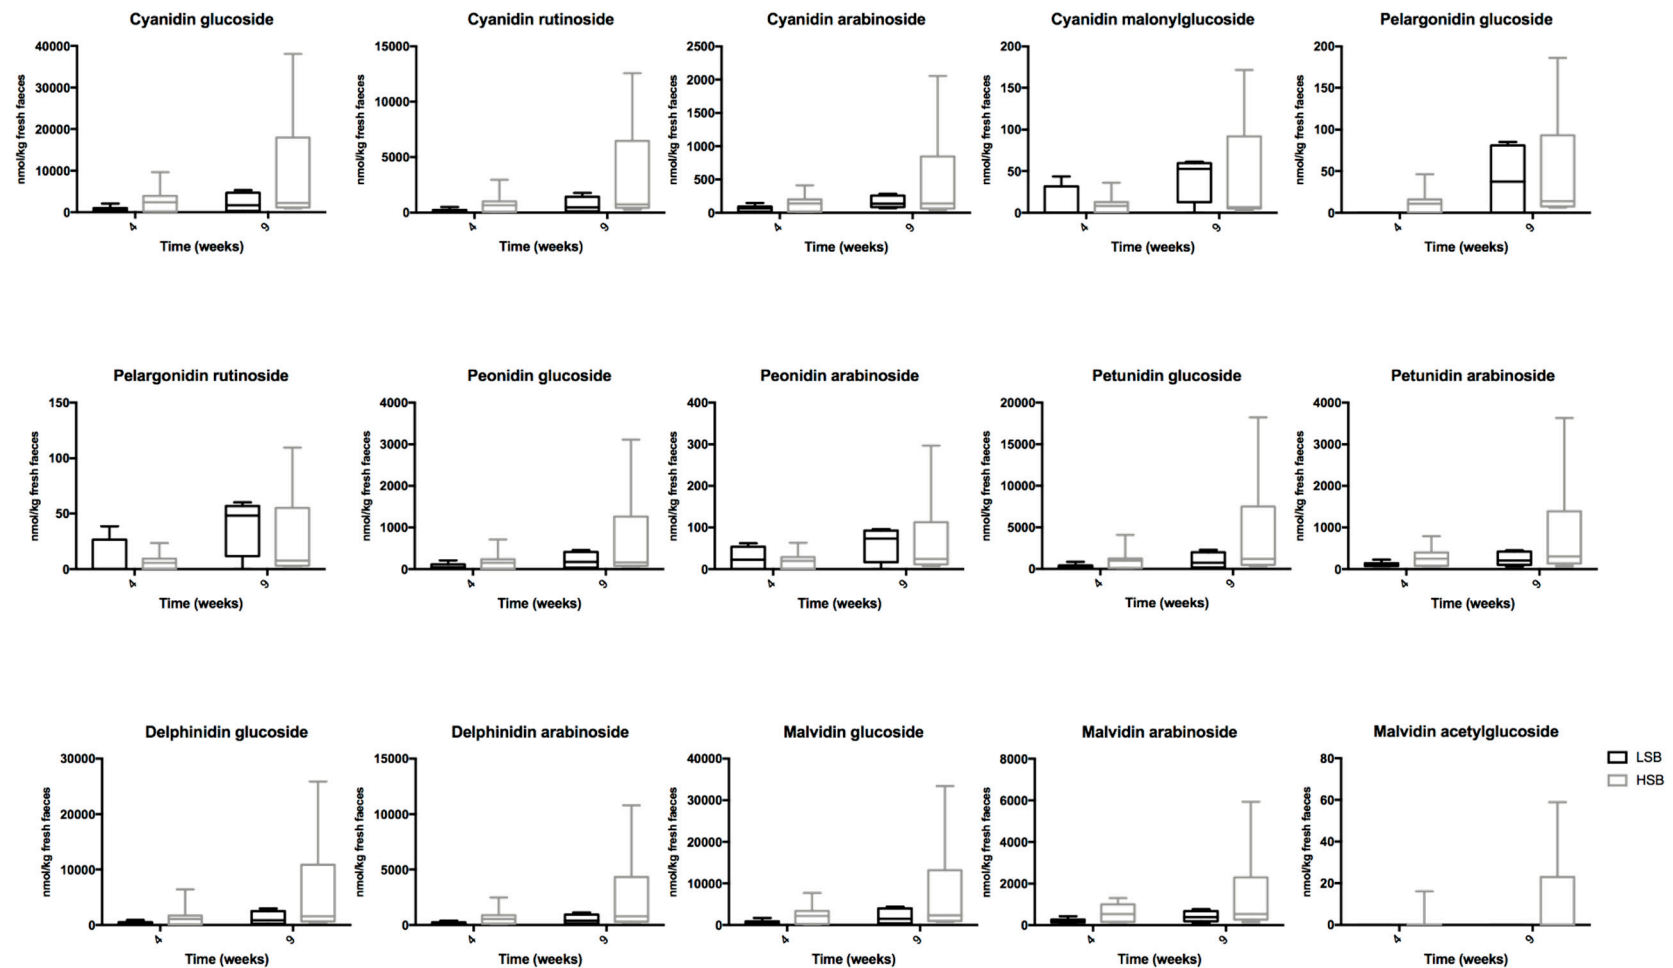 Cyanidin glucoside
nmol/kg fresh faeces
40000
30000
20000
10000
0
4
9
Time (weeks)
Cyanidin rutinoside
nmol/kg fresh faeces
15000
10000
5000
0
4
9
Time (weeks)
Cyanidin arabinoside
nmol/kg fresh faeces
2500
2000
1500
1000
500
0
4
9
Time (weeks)
Cyanidin malonylglucoside
nmol/kg fresh faeces
200
150
100
50
0
4
9
Time (weeks)
Pelargonidin glucoside
nmol/kg fresh faeces
200
150
100
50
0
4
9
Time (weeks)
Pelargonidin rutinoside
nmol/kg fresh faeces
150
100
50
0
4
9
Time (weeks)
Peonidin glucoside
nmol/kg fresh faeces
4000
3000
2000
1000
0
4
9
Time (weeks)
Peonidin arabinoside
nmol/kg fresh faeces
400
300
200
100
0
4
9
Time (weeks)
Petunidin glucoside
nmol/kg fresh faeces
20000
15000
10000
5000
0
4
9
Time (weeks)
Petunidin arabinoside
nmol/kg fresh faeces
4000
3000
2000
1000
0
4
9
Time (weeks)
Delphinidin glucoside
nmol/kg fresh faeces
30000
20000
10000
0
4
9
Time (weeks)
Delphinidin arabinoside
nmol/kg fresh faeces
15000
10000
5000
0
4
9
Time (weeks)
Malvidin glucoside
nmol/kg fresh faeces
40000
30000
20000
10000
0
4
9
Time (weeks)
Malvidin arabinoside
nmol/kg fresh faeces
8000
6000
4000
2000
0
4
9
Time (weeks)
Malvidin acetylglucoside
nmol/kg fresh faeces
80
60
40
20
0
4
9
Time (weeks)
LSB
HSB